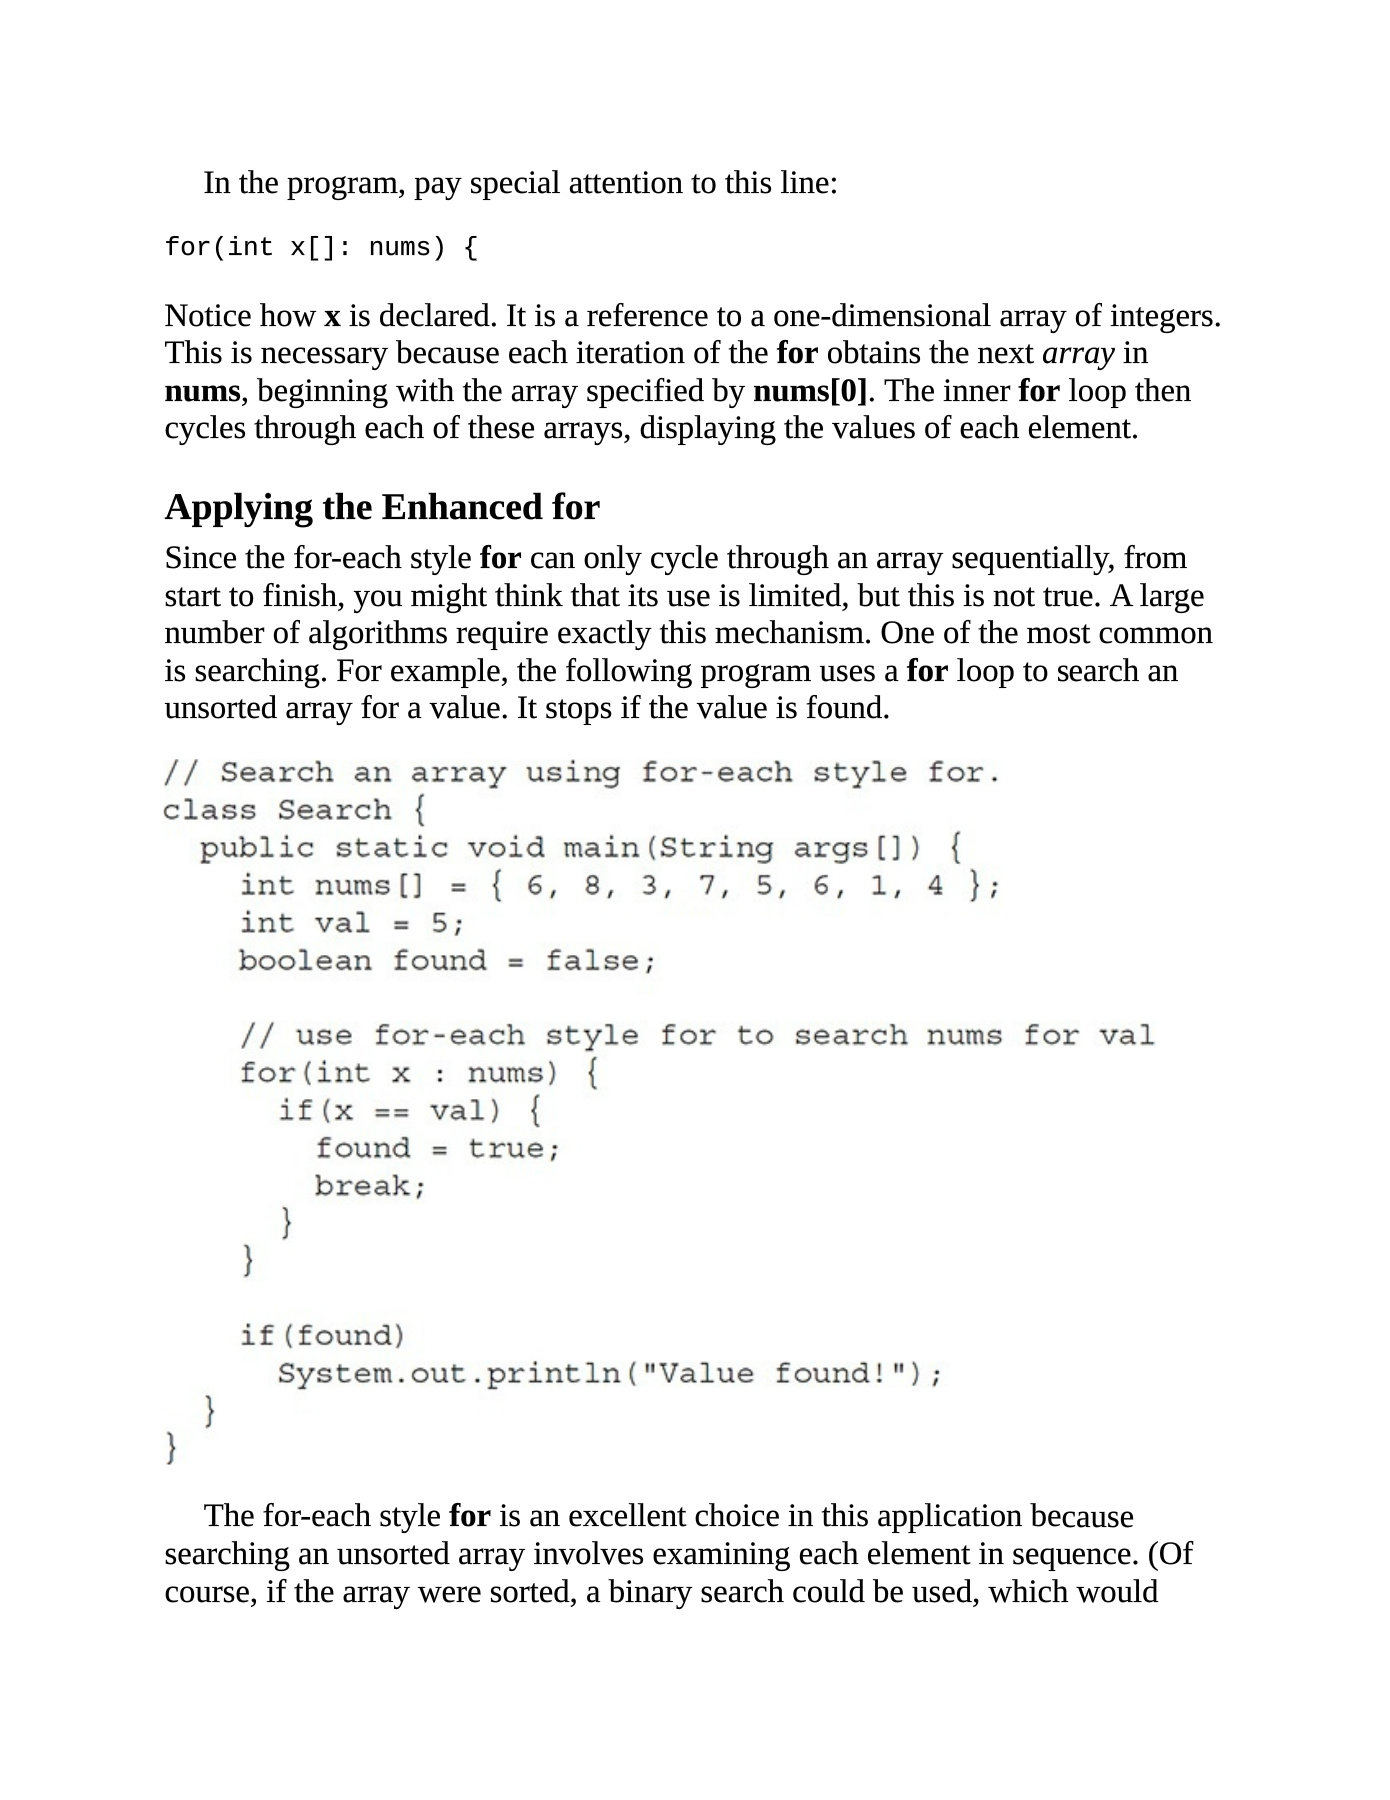 In the program, pay special attention to this line:
for(int x[]: nums) {
Notice how x is declared. It is a reference to a one-dimensional array of integers.
This is necessary because each iteration of the for obtains the next array in
nums, beginning with the array specified by nums[0]. The inner for loop then
cycles through each of these arrays, displaying the values of each element.
Applying the Enhanced for
Since the for-each style for can only cycle through an array sequentially, from
start to finish, you might think that its use is limited, but this is not true. A large
number of algorithms require exactly this mechanism. One of the most common
is searching. For example, the following program uses a for loop to search an
unsorted array for a value. It stops if the value is found.
// Search an array using for-each style for.
class Search {
  public static void main(String args[]) {
    int nums[] = { 6, 8, 3, 7, 5, 6, 1, 4 };
    int val = 5;
    boolean found = false;
    // use for-each style for to search nums for val
    for(int x : nums) {
      if(x == val) {
        found = true;
        break;
      }
    }
    if(found)
      System.out.println("Value found!");
  }
}
The for-each style for is an excellent choice in this application because
searching an unsorted array involves examining each element in sequence. (Of
course, if the array were sorted, a binary search could be used, which would